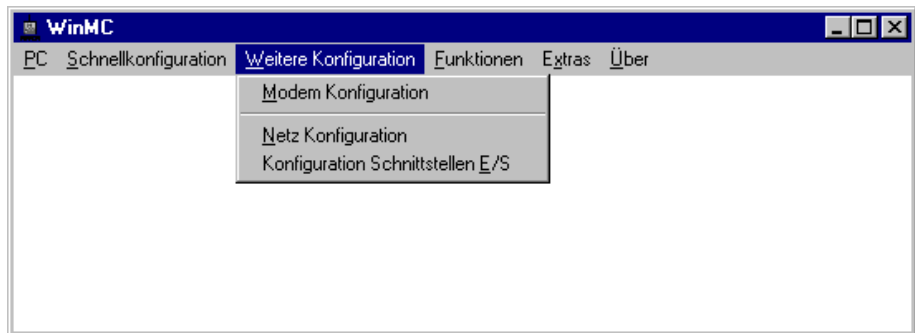 WinMC
PC Schnellkonfiguration Weitere Konfiguration Funktionen Extras Über
Modem Konfiguration
Netz Konfiguration
Konfiguration Schnittstellen E/S